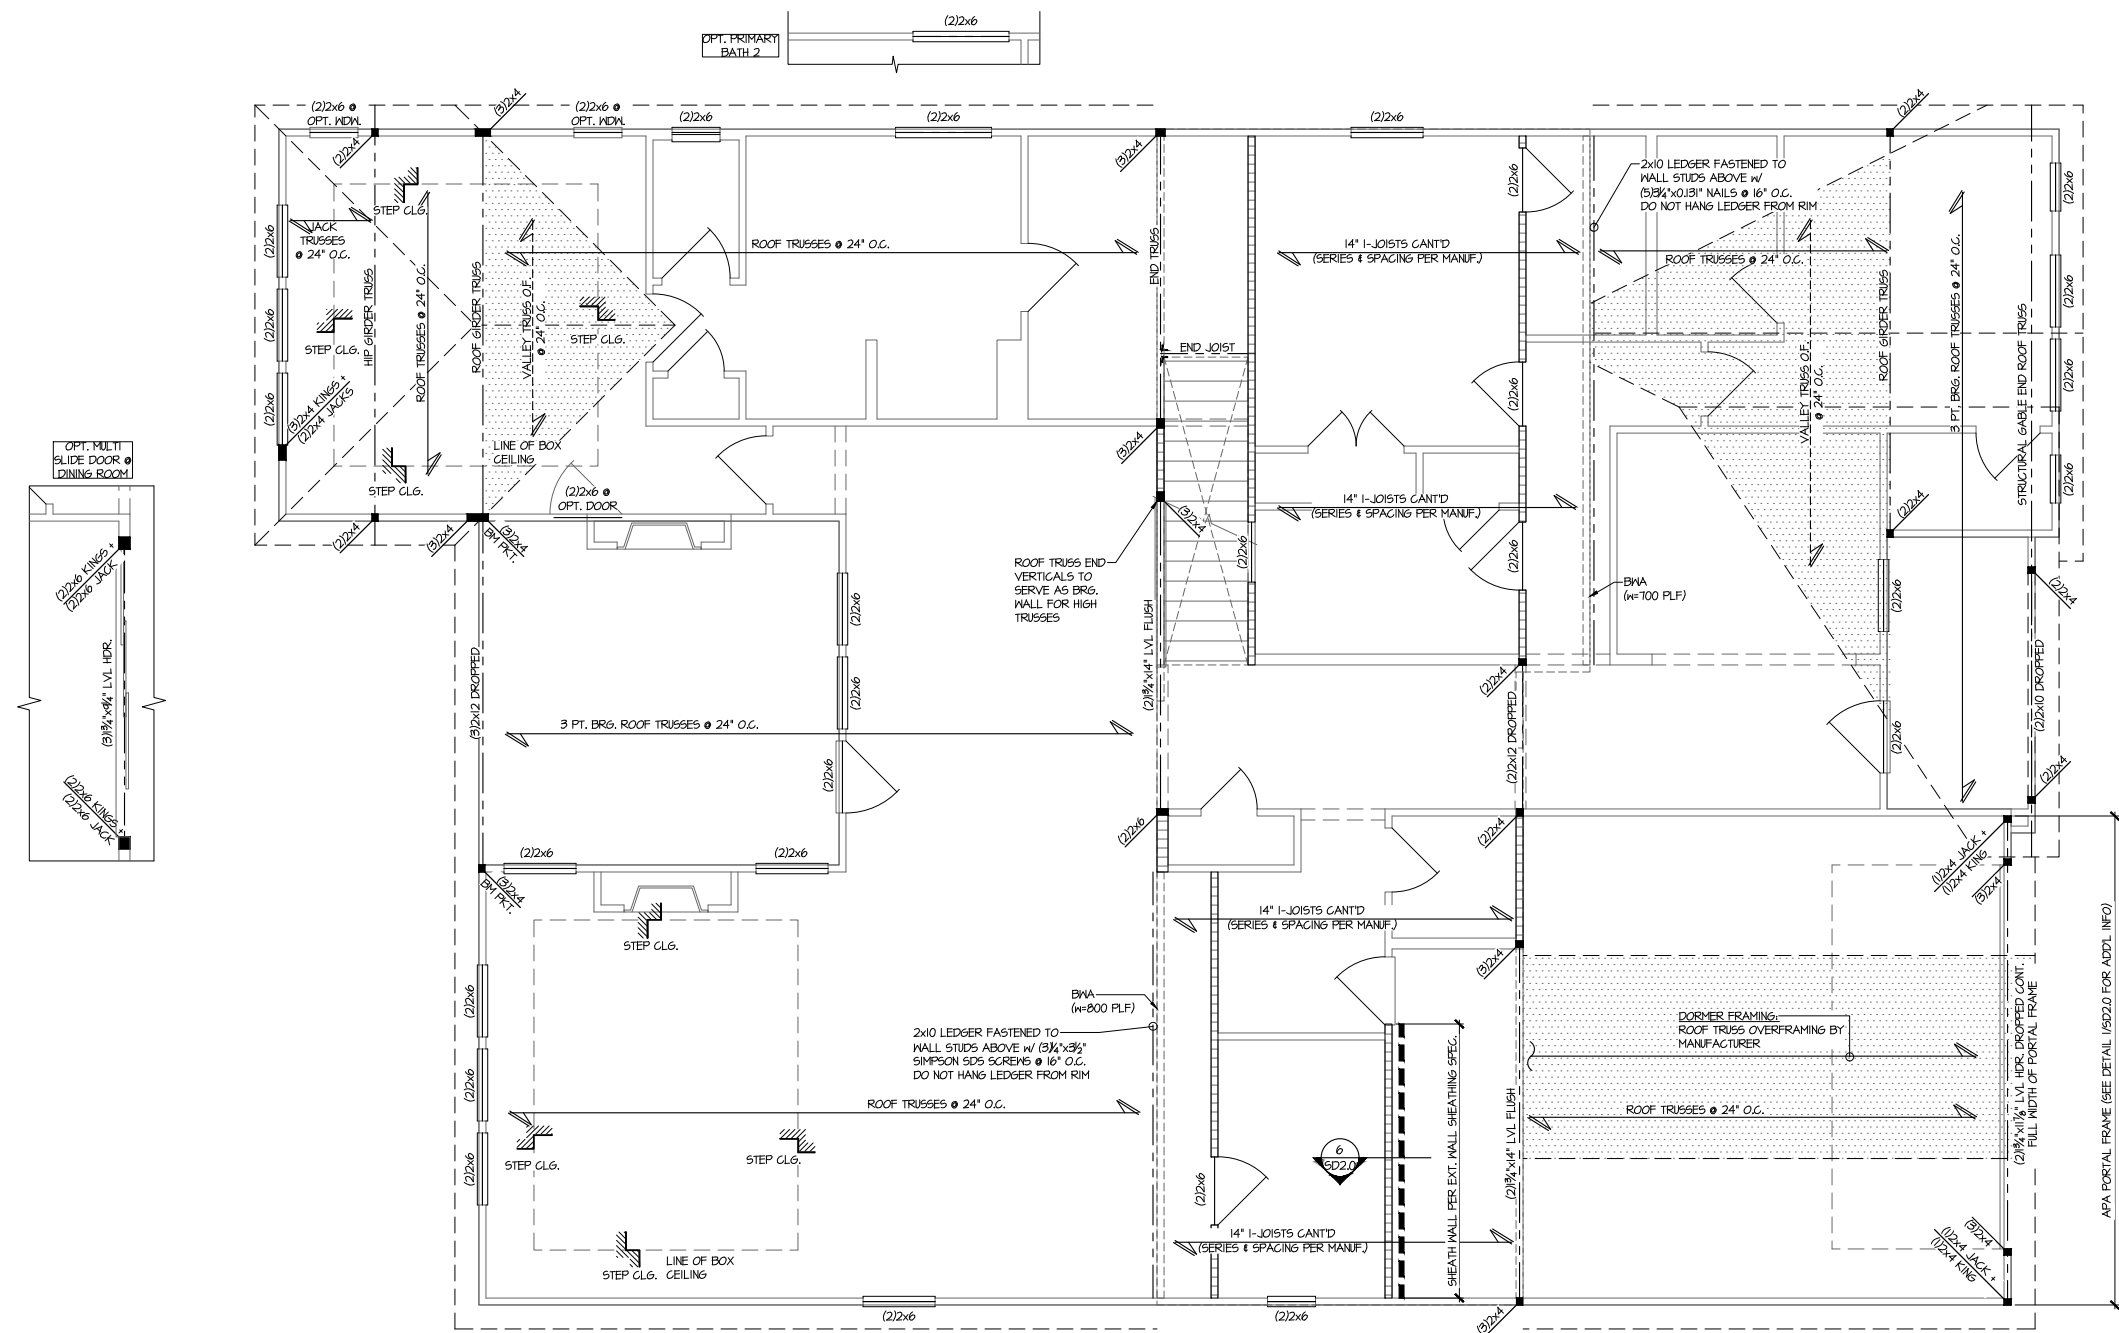 (2)2x6
OPT. PRIMARY
BATH 2
(2)2x6 @
OPT. WDW.
(3)2x4
(2)2x6 @
OPT. WDW.
(2)2x6
(2)2x6
(2)2x6
(2)2x4
(2)2x4
(3)2x4
(2)2x6
2x10 LEDGER FASTENED TO
WALL STUDS ABOVE w/
(5)3¼"x0.131" NAILS @ 16" O.C.
DO NOT HANG LEDGER FROM RIM
(2)2x6
STEP CLG.
JACK
TRUSSES
@ 24" O.C.
(2)2x6
(2)2x6
(2)2x6
HIP GIRDER TRUSS
ROOF TRUSSES @ 24" O.C.
ROOF GIRDER TRUSS
VALLEY TRUSS O.F.
@ 24" O.C.
ROOF TRUSSES @ 24" O.C.
END TRUSS
14" I-JOISTS CANT'D
(SERIES & SPACING PER MANUF.)
ROOF TRUSSES @ 24" O.C.
ROOF GIRDER TRUSS
VALLEY TRUSS O.F.
@ 24" O.C.
3 PT. BRG. ROOF TRUSSES @ 24" O.C.
STRUCTURAL GABLE END ROOF TRUSS
(2)2x6
(2)2x6
(2)2x6
STEP CLG.
STEP CLG.
END JOIST
(3)2x4 KINGS +
(2)2x4 JACKS
(2)2x6
OPT. MULTI
SLIDE DOOR @
DINING ROOM
LINE OF BOX
CEILING
(3)2x4
STEP CLG.
(2)2x6 @
OPT. DOOR
14" I-JOISTS CANT'D
(SERIES & SPACING PER MANUF.)
(2)2x6
(2)2x4
(2)2x4
(3)2x4
(3)2x4
BM PKT.
(3)2x4
(2)2x6
(2)2x6
(2)2x6 KINGS +
(2)2x6 JACK
ROOF TRUSS END
VERTICALS TO
SERVE AS BRG.
WALL FOR HIGH
TRUSSES
BWA
(w=700 PLF)
(2)2x6
(2)2x4
(2)2x6
(3)1¾"x9¼" LVL HDR.
(3)2x12 DROPPED
(2)1¾"x14" LVL FLUSH
(2)2x4
(2)2x12 DROPPED
(2)2x10 DROPPED
(2)2x6
3 PT. BRG. ROOF TRUSSES @ 24" O.C.
(2)2x6
(2)2x6
(2)2x4
(2)2x6 KINGS +
(2)2x6 JACK
(2)2x6
(2)2x4
(2)2x6
(2)2x6
(1)2x4 JACK +
(1)2x4 KING
(3)2x4
BM PKT.
(3)2x4
14" I-JOISTS CANT'D
(SERIES & SPACING PER MANUF.)
STEP CLG.
(3)2x4
(2)2x6
BWA
(w=800 PLF)
2x10 LEDGER FASTENED TO
WALL STUDS ABOVE w/ (3)¼"x3½"
SIMPSON SDS SCREWS @ 16" O.C.
DO NOT HANG LEDGER FROM RIM
DORMER FRAMING:
ROOF TRUSS OVERFRAMING BY
MANUFACTURER
(2)1¾"x11⅞" LVL HDR. DROPPED CONT.
FULL WIDTH OF PORTAL FRAME
APA PORTAL FRAME (SEE DETAIL 1/SD2.0 FOR ADD'L INFO)
(2)2x6
ROOF TRUSSES @ 24" O.C.
ROOF TRUSSES @ 24" O.C.
SHEATH WALL PER EXT. WALL SHEATHING SPEC.
(2)1¾"x14" LVL FLUSH
6
SD2.0
(2)2x6
STEP CLG.
STEP CLG.
(2)2x6
14" I-JOISTS CANT'D
(SERIES & SPACING PER MANUF.)
(3)2x4
(1)2x4 JACK +
(1)2x4 KING
STEP CLG.
LINE OF BOX
CEILING
(2)2x6
(2)2x6
(3)2x4